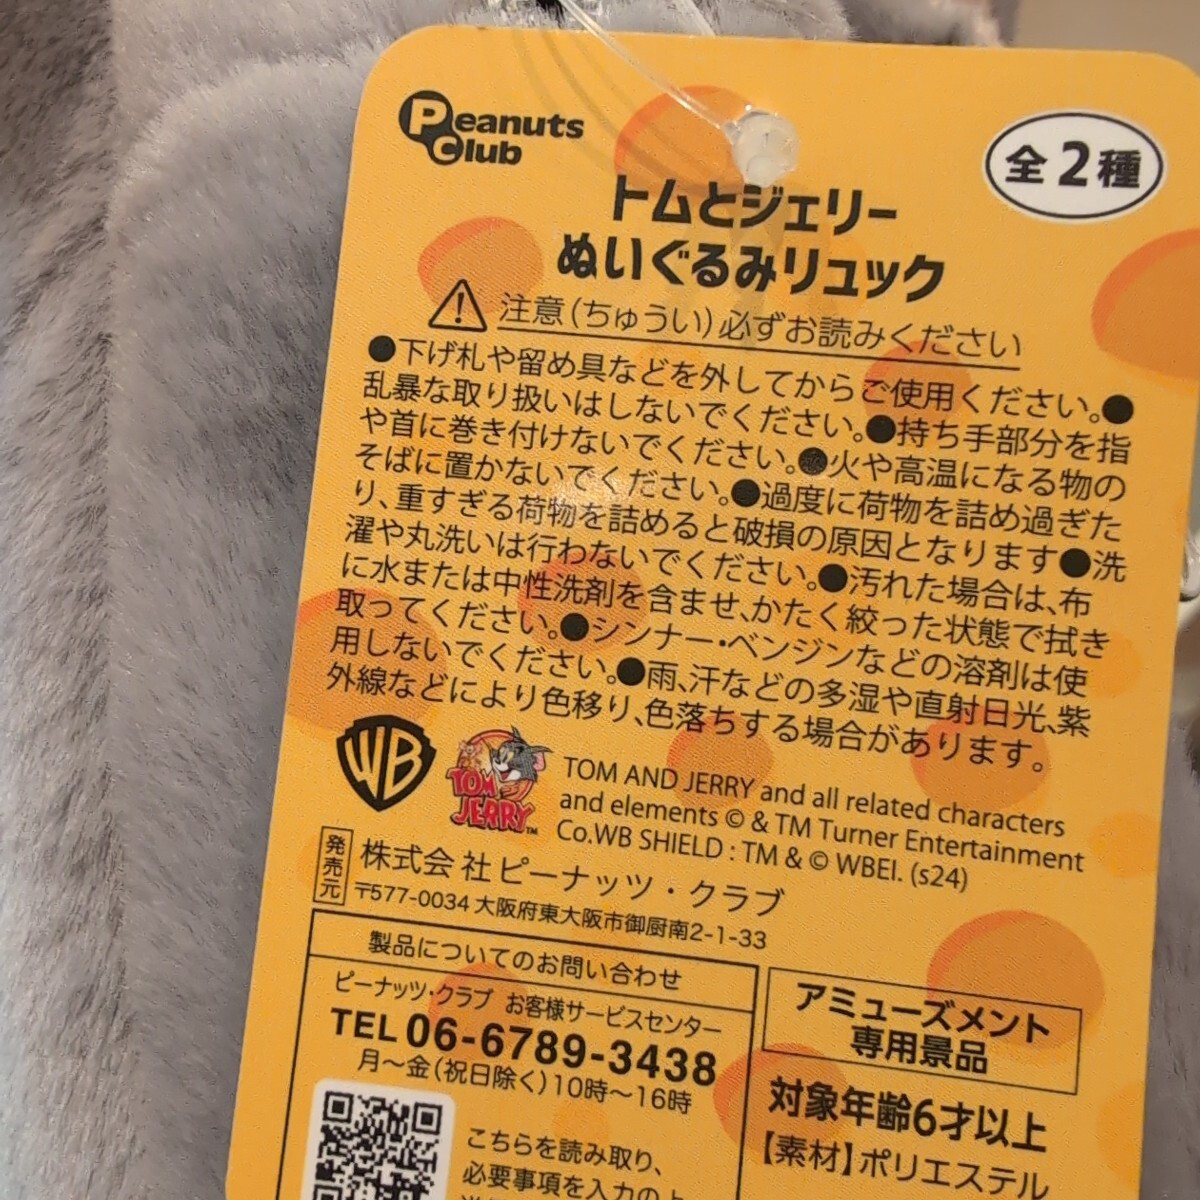 Peanuts Club
全2種
トムとジェリー
ぬいぐるみリュック
注意(ちゅうい)必ずお読みください
●下げ札や留め具などを外してからご使用ください。●
乱暴な取り扱いはしないでください。●持ち手部分を指
や首に巻き付けないでください。●火や高温になる物の
そばに置かないでください。●過度に荷物を詰め過ぎた
り、重すぎる荷物を詰めると破損の原因となります●洗
濯や丸洗いは行わないでください。●汚れた場合は、布
に水または中性洗剤を含ませ、かたく絞った状態で拭き
取ってください。●シンナー・ベンジンなどの溶剤は使
用しないでください。●雨、汗などの多湿や直射日光、紫
外線などにより色移り、色落ちする場合があります。
WB
TOM JERRY™
TOM AND JERRY and all related characters
and elements © & TM Turner Entertainment
Co.WB SHIELD : TM & © WBEI. (s24)
発売元
株式会社ピーナッツ・クラブ
〒577-0034 大阪府東大阪市御厨南2-1-33
製品についてのお問い合わせ
ピーナッツ・クラブ お客様サービスセンター
TEL 06-6789-3438
月〜金(祝日除く)10時〜16時
こちらを読み取り、
必要事項を入力の上
アミューズメント
専用景品
対象年齢6才以上
【素材】ポリエステル